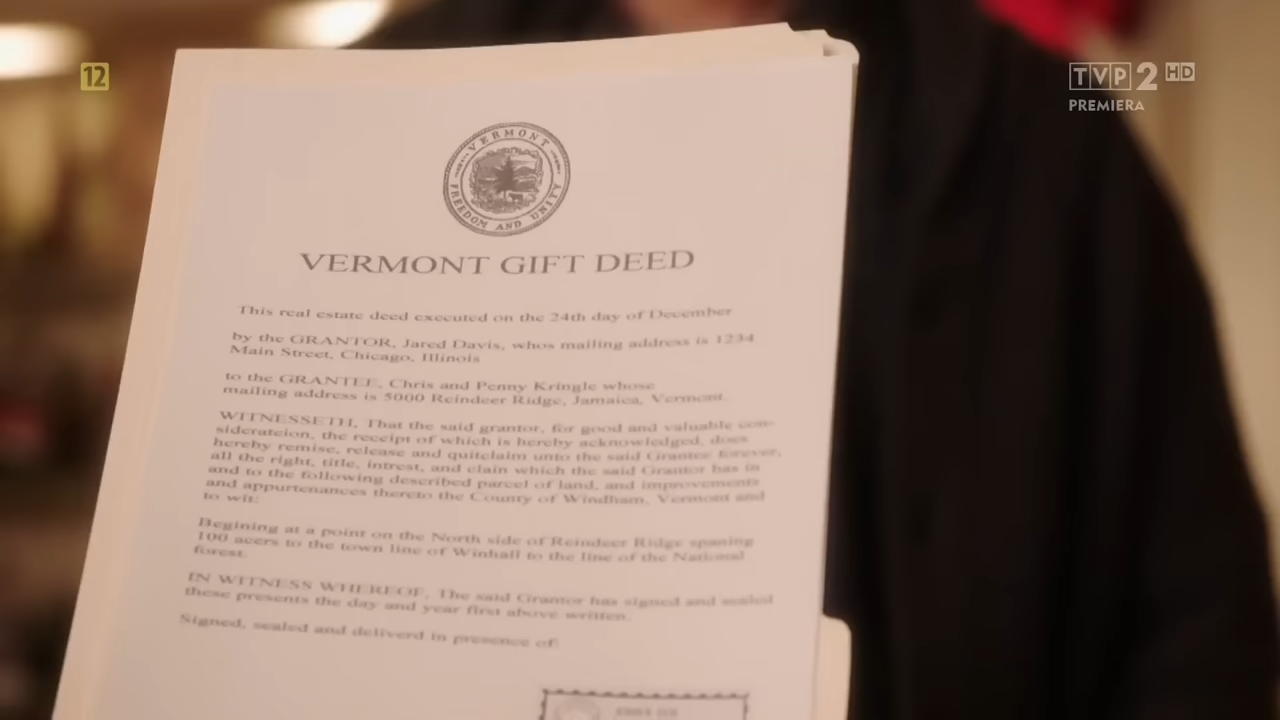 12
TVP2 HD
PREMIERA
VERMONT
FREEDOM AND UNITY
VERMONT GIFT DEED
This real estate deed executed on the 24th day of December
by the GRANTOR, Jared Davis, whos mailing address is 1234
Main Street, Chicago, Illinois
to the GRANTEE, Chris and Penny Kringle whose
mailing address is 5000 Reindeer Ridge, Jamaica, Vermont.
WITNESSETH, That the said grantor, for good and valuable con-
siderateion, the receipt of which is hereby acknowledged, does
hereby remise, release and quitclaim unto the said Grantee forever,
all the right, title, intrest, and clain which the said Grantor has in
and to the following described parcel of land, and improvements
and appurtenances thereto the County of Windham, Vermont and
to wit:
Begining at a point on the North side of Reindeer Ridge spaning
100 acers to the town line of Winhall to the line of the National
forest.
IN WITNESS WHEREOF, The said Grantor has signed and sealed
these presents the day and year first above written.
Signed, sealed and deliverd in presence of: